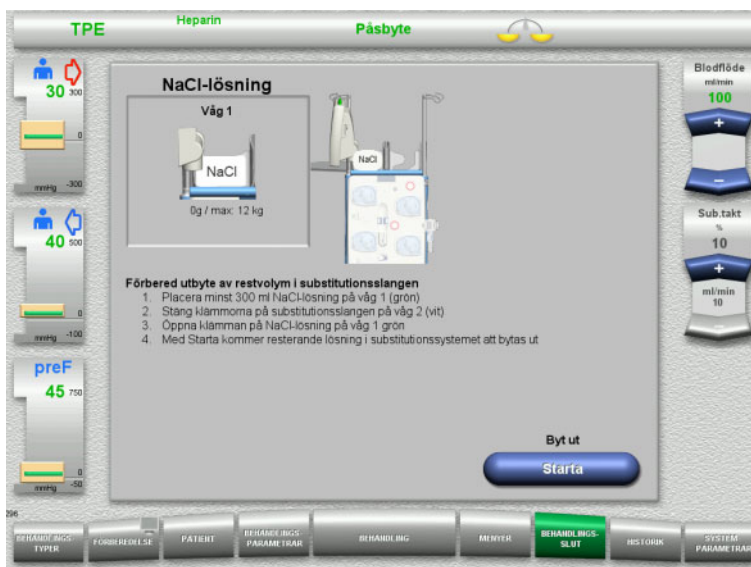 TPE
Heparin
Påsbyte
30 300
0
mmHg -300
40 500
0
mmHg -100
preF
45 750
0
mmHg -50
NaCl-lösning
Våg 1
NaCl
0g / max: 12 kg
NaCl
Förbered utbyte av restvolym i substitutionsslangen
1. Placera minst 300 ml NaCl-lösning på våg 1 (grön)
2. Stäng klämmorna på substitutionsslangen på våg 2 (vit)
3. Öppna klämman på NaCl-lösning på våg 1 grön
4. Med Starta kommer resterande lösning i substitutionssystemet att bytas ut
Byt ut
Starta
Blodflöde
ml/min
100
+
–
Sub.takt
%
10
+
ml/min
10
–
296
BEHANDLINGS-
TYPER
FÖRBEREDELSE
PATIENT
BEHANDLINGS-
PARAMETRAR
BEHANDLING
MENYER
BEHANDLINGS-
SLUT
HISTORIK
SYSTEM
PARAMETRAR